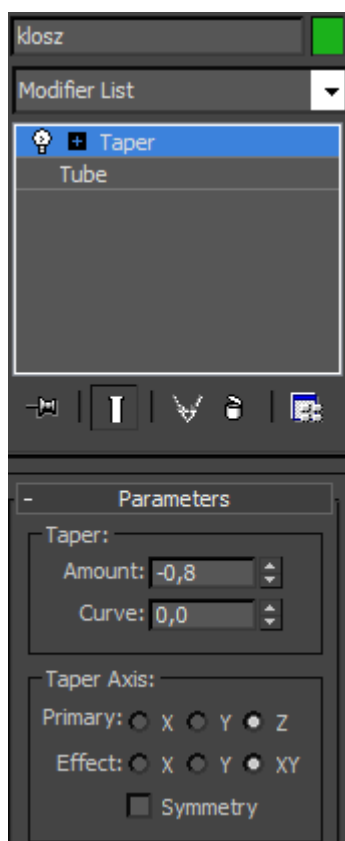 klosz
Modifier List
Taper
Tube
- Parameters
Taper:
Amount: -0,8
Curve: 0,0
Taper Axis:
Primary: X Y Z
Effect: X Y XY
Symmetry